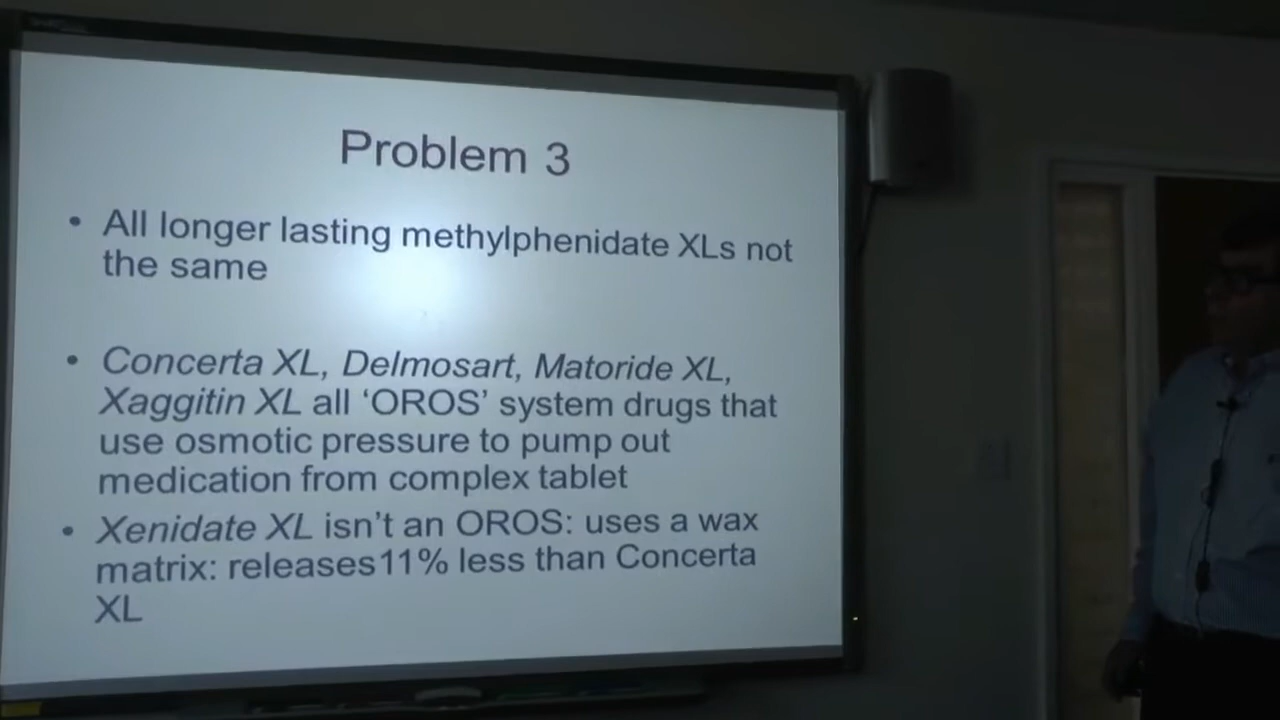 Problem 3
• All longer lasting methylphenidate XLs not
the same
• Concerta XL, Delmosart, Matoride XL,
Xaggitin XL all ‘OROS’ system drugs that
use osmotic pressure to pump out
medication from complex tablet
• Xenidate XL isn’t an OROS: uses a wax
matrix: releases11% less than Concerta
XL